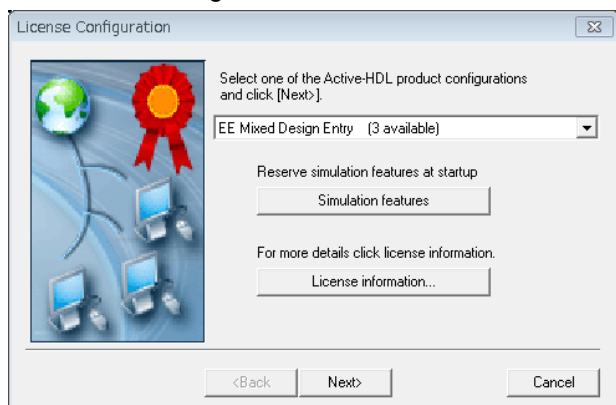 License Configuration
Select one of the Active-HDL product configurations
and click [Next>].
EE Mixed Design Entry (3 available)
Reserve simulation features at startup
Simulation features
For more details click license information.
License information...
<Back
Next>
Cancel